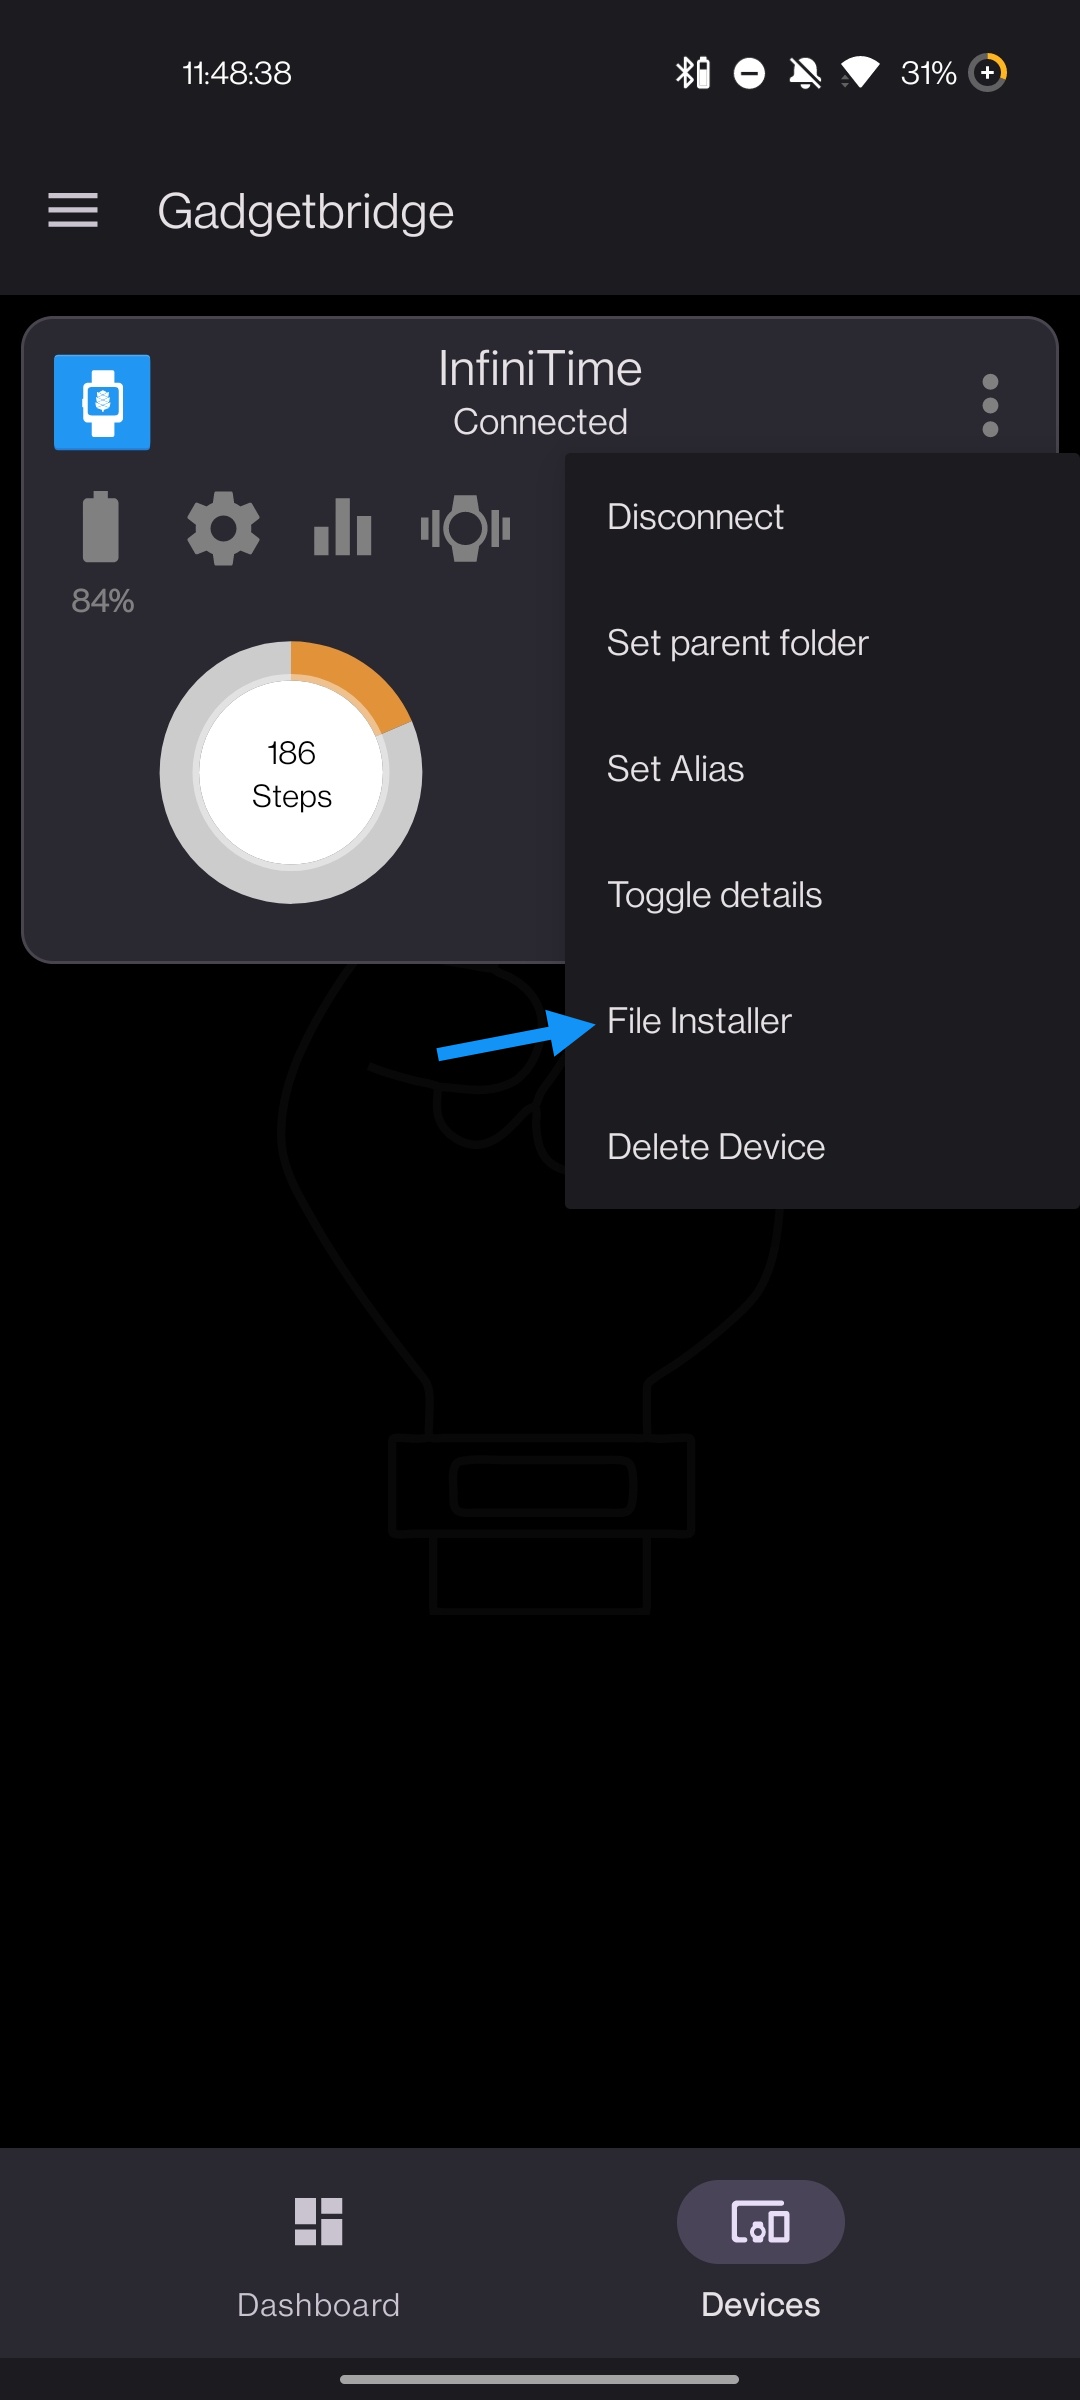 11:48:38
31%
Gadgetbridge
InfiniTime
Connected
84%
186
Steps
Disconnect
Set parent folder
Set Alias
Toggle details
File Installer
Delete Device
Dashboard
Devices